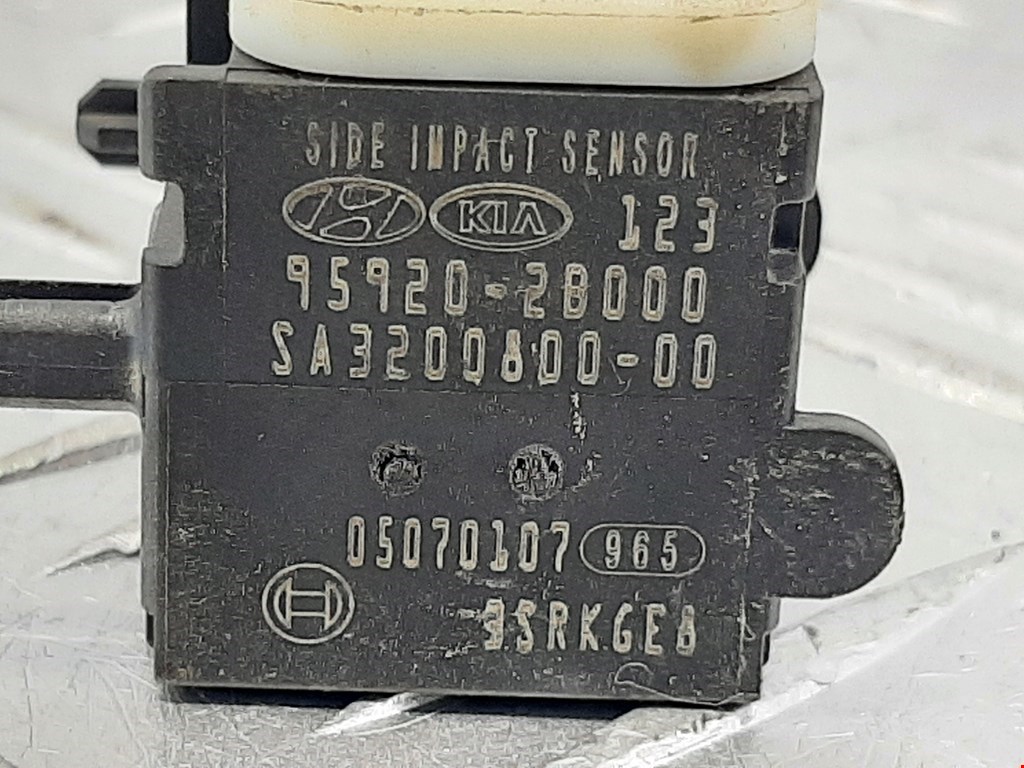 SIDE IMPACT SENSOR
KIA 123
95920-2B000
SA3200800-00
05070107 965
3SRKGE8